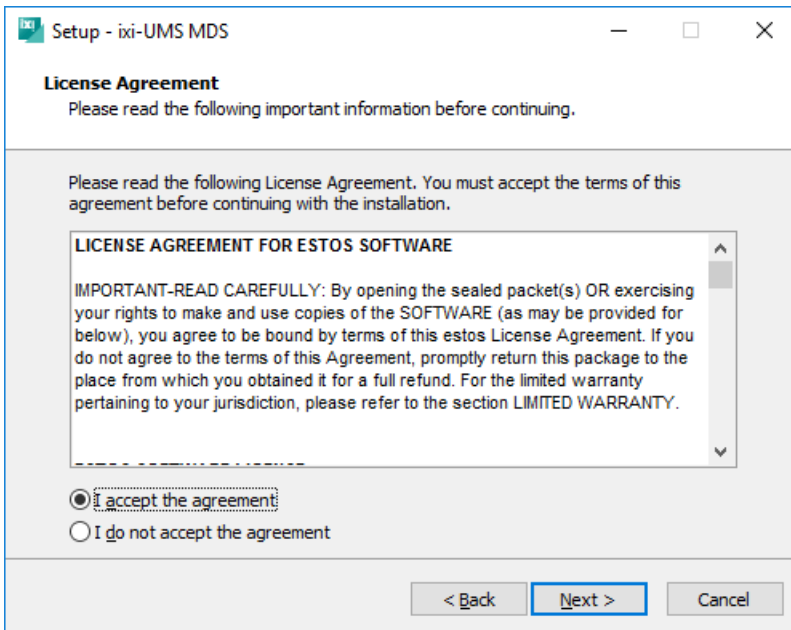 Setup - ixi-UMS MDS
License Agreement
Please read the following important information before continuing.
Please read the following License Agreement. You must accept the terms of this
agreement before continuing with the installation.
LICENSE AGREEMENT FOR ESTOS SOFTWARE
IMPORTANT-READ CAREFULLY: By opening the sealed packet(s) OR exercising
your rights to make and use copies of the SOFTWARE (as may be provided for
below), you agree to be bound by terms of this estos License Agreement. If you
do not agree to the terms of this Agreement, promptly return this package to the
place from which you obtained it for a full refund. For the limited warranty
pertaining to your jurisdiction, please refer to the section LIMITED WARRANTY.
I accept the agreement
I do not accept the agreement
< Back
Next >
Cancel